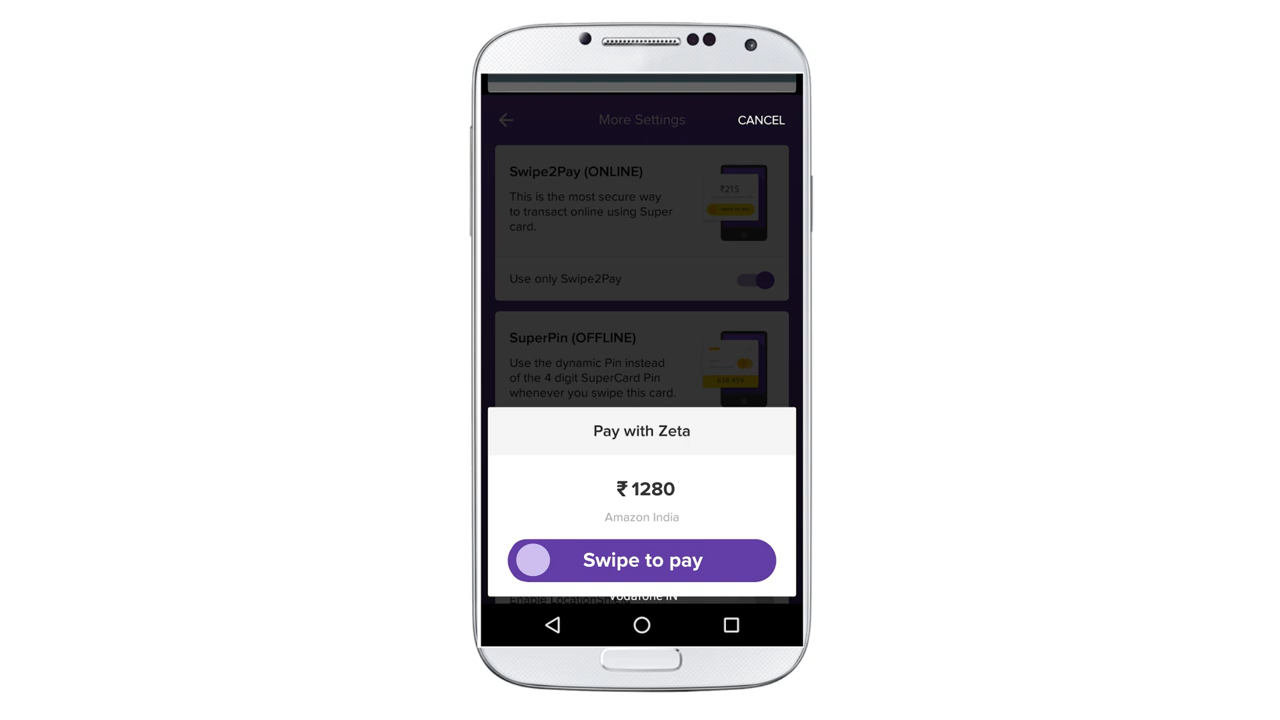 More Settings
CANCEL
Swipe2Pay (ONLINE)
This is the most secure way
to transact online using Super
card.
₹215
Use only Swipe2Pay
SuperPin (OFFLINE)
Use the dynamic Pin instead
of the 4 digit SuperCard Pin
whenever you swipe this card.
Pay with Zeta
₹ 1280
Amazon India
Swipe to pay
Vodafone IN